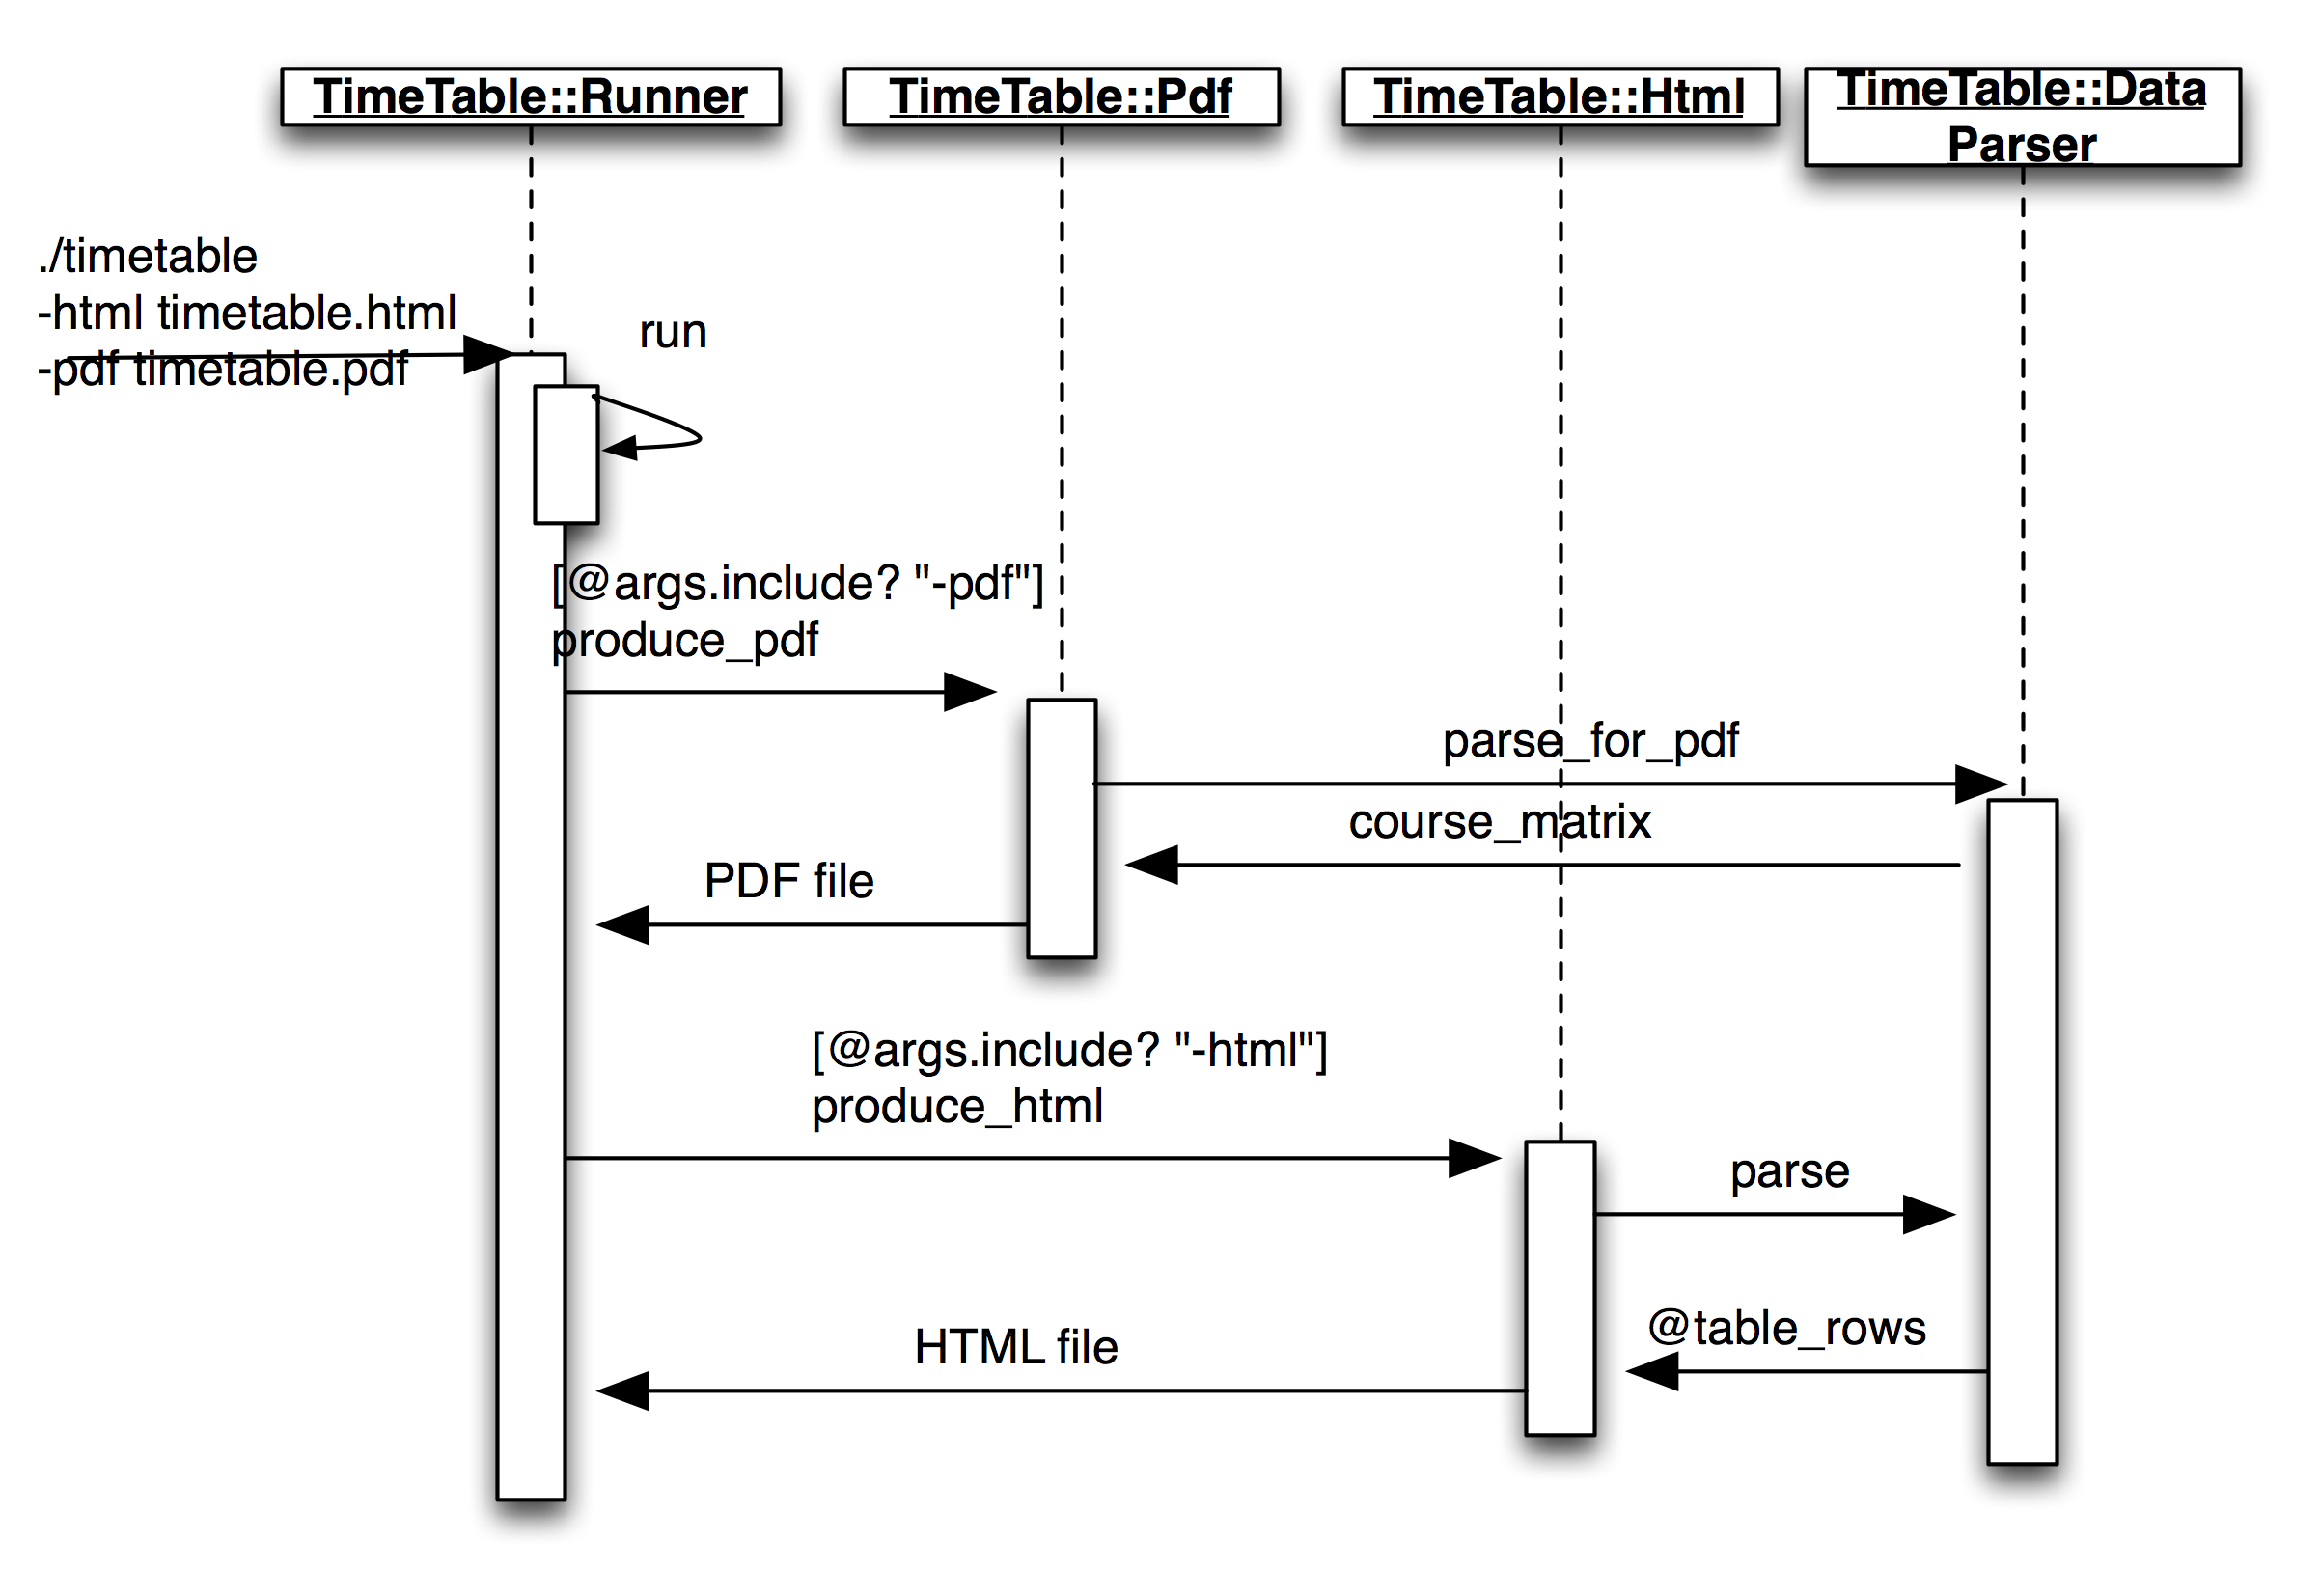 TimeTable::Runner
TimeTable::Pdf
TimeTable::Html
TimeTable::Data
Parser
./timetable
-html timetable.html
-pdf timetable.pdf
run
[@args.include? "-pdf"]
produce_pdf
parse_for_pdf
course_matrix
PDF file
[@args.include? "-html"]
produce_html
parse
@table_rows
HTML file